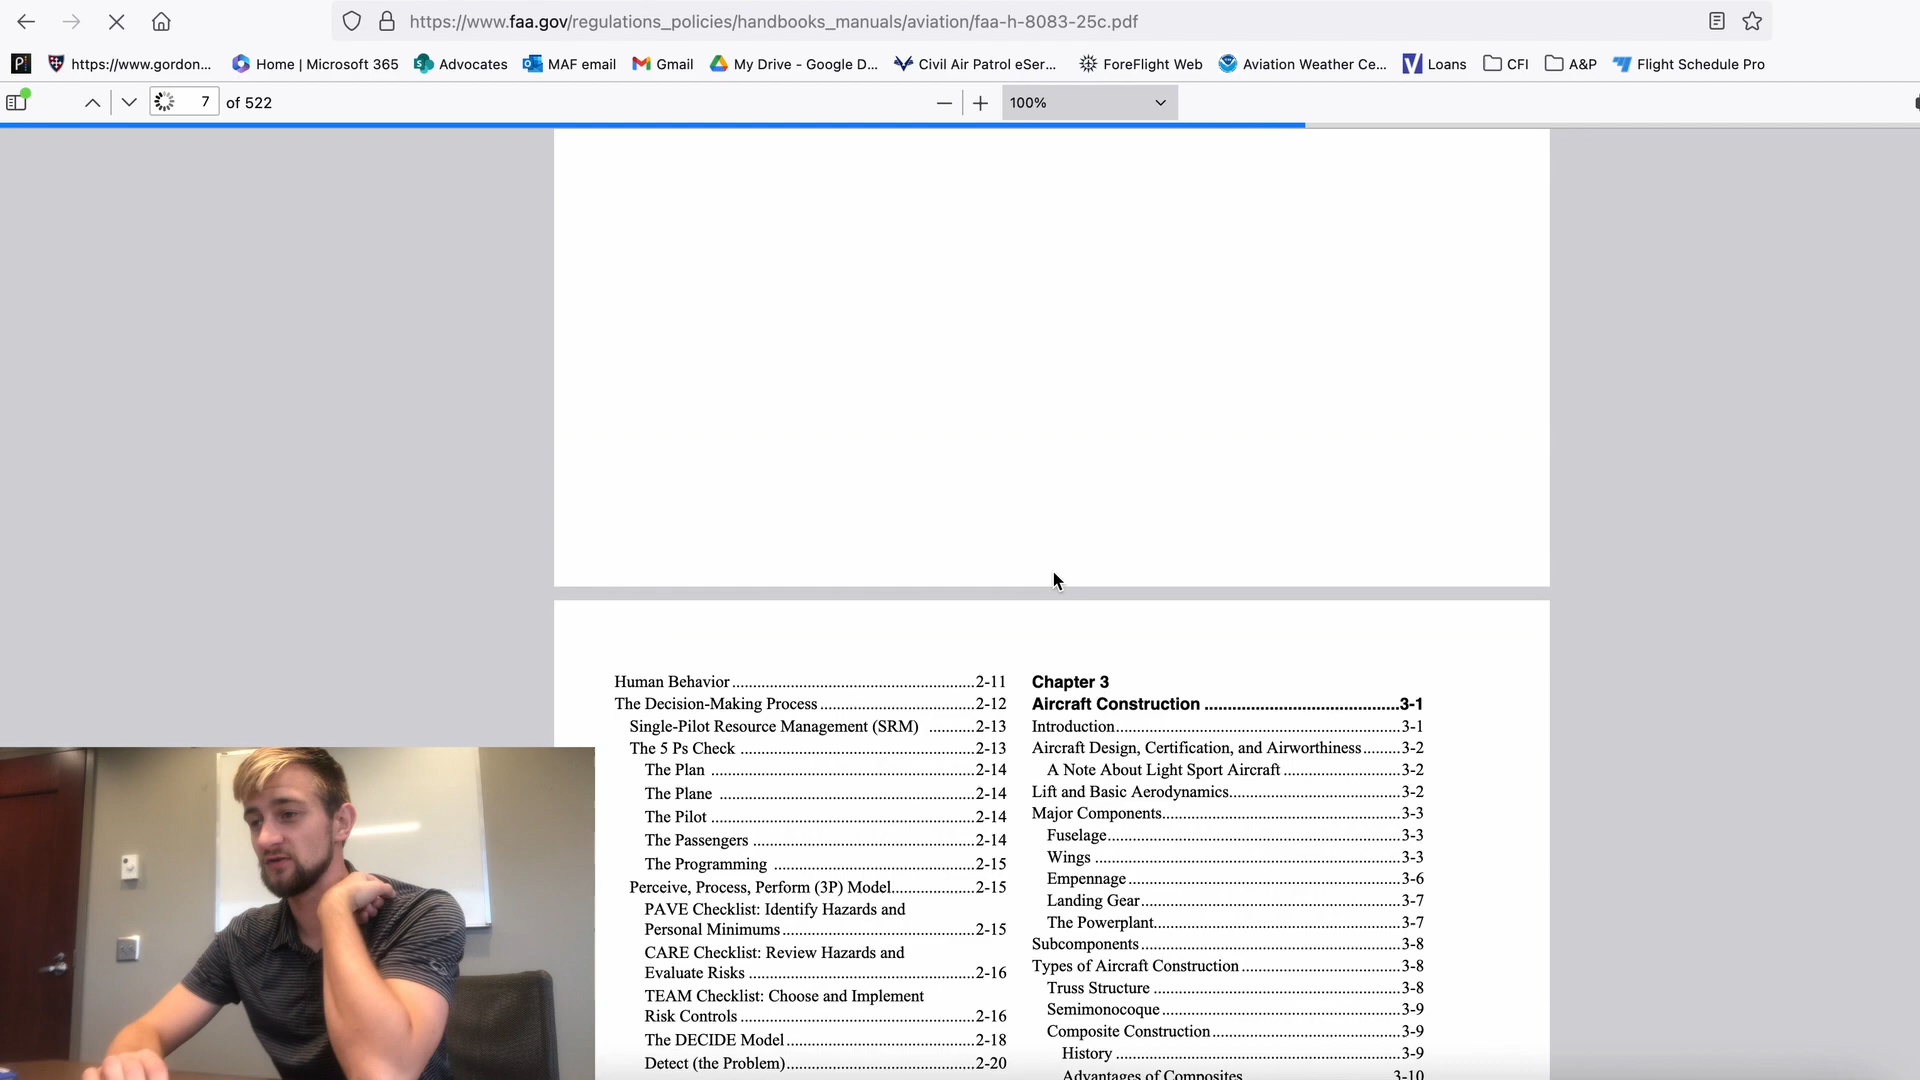 https://www.faa.gov/regulations_policies/handbooks_manuals/aviation/faa-h-8083-25c.pdf
https://www.gordon...
Home | Microsoft 365
Advocates
MAF email
Gmail
My Drive - Google D...
Civil Air Patrol eSer...
ForeFlight Web
Aviation Weather Ce...
Loans
CFI
A&P
Flight Schedule Pro
7 of 522
100%
Human Behavior 2-11
The Decision-Making Process 2-12
Single-Pilot Resource Management (SRM) 2-13
The 5 Ps Check 2-13
The Plan 2-14
The Plane 2-14
The Pilot 2-14
The Passengers 2-14
The Programming 2-15
Perceive, Process, Perform (3P) Model 2-15
PAVE Checklist: Identify Hazards and
Personal Minimums 2-15
CARE Checklist: Review Hazards and
Evaluate Risks 2-16
TEAM Checklist: Choose and Implement
Risk Controls 2-16
The DECIDE Model 2-18
Detect (the Problem) 2-20
Chapter 3
Aircraft Construction 3-1
Introduction 3-1
Aircraft Design, Certification, and Airworthiness 3-2
A Note About Light Sport Aircraft 3-2
Lift and Basic Aerodynamics 3-2
Major Components 3-3
Fuselage 3-3
Wings 3-3
Empennage 3-6
Landing Gear 3-7
The Powerplant 3-7
Subcomponents 3-8
Types of Aircraft Construction 3-8
Truss Structure 3-8
Semimonocoque 3-9
Composite Construction 3-9
History 3-9
Advantages of Composites 3-10